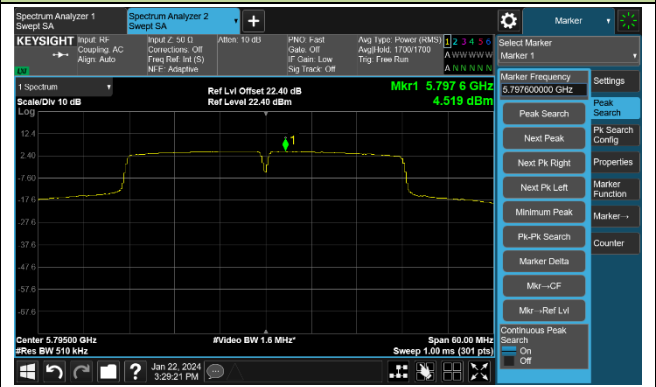 Spectrum Analyzer 1
Swept SA
Spectrum Analyzer 2
Swept SA
+
Marker
KEYSIGHT
Input: RF
Coupling: AC
Align: Auto
Input Z: 50 Ω
Corrections: Off
Freq Ref: Int (S)
NFE: Adaptive
Atten: 10 dB
PNO: Fast
Gate: Off
IF Gain: Low
Sig Track: Off
Avg Type: Power (RMS)
Avg|Hold: 1700/1700
Trig: Free Run
1 2 3 4 5 6
A W W W W W
A N N N N N
LW
Select Marker
Marker 1
1 Spectrum
Scale/Div 10 dB
Log
Ref Lvl Offset 22.40 dB
Ref Level 22.40 dBm
Mkr1 5.797 6 GHz
4.519 dBm
12.4
2.40
-7.60
-17.6
-27.6
-37.6
-47.6
-57.6
-67.6
1
Center 5.79500 GHz
#Res BW 510 kHz
#Video BW 1.6 MHz*
Span 60.00 MHz
Sweep 1.00 ms (301 pts)
Marker Frequency
5.797600000 GHz
Peak Search
Next Peak
Next Pk Right
Next Pk Left
Minimum Peak
Pk-Pk Search
Marker Delta
Mkr→CF
Mkr→Ref Lvl
Continuous Peak
Search
On
Off
Settings
Peak
Search
Pk Search
Config
Properties
Marker
Function
Marker→
Counter
?
Jan 22, 2024
3:29:21 PM